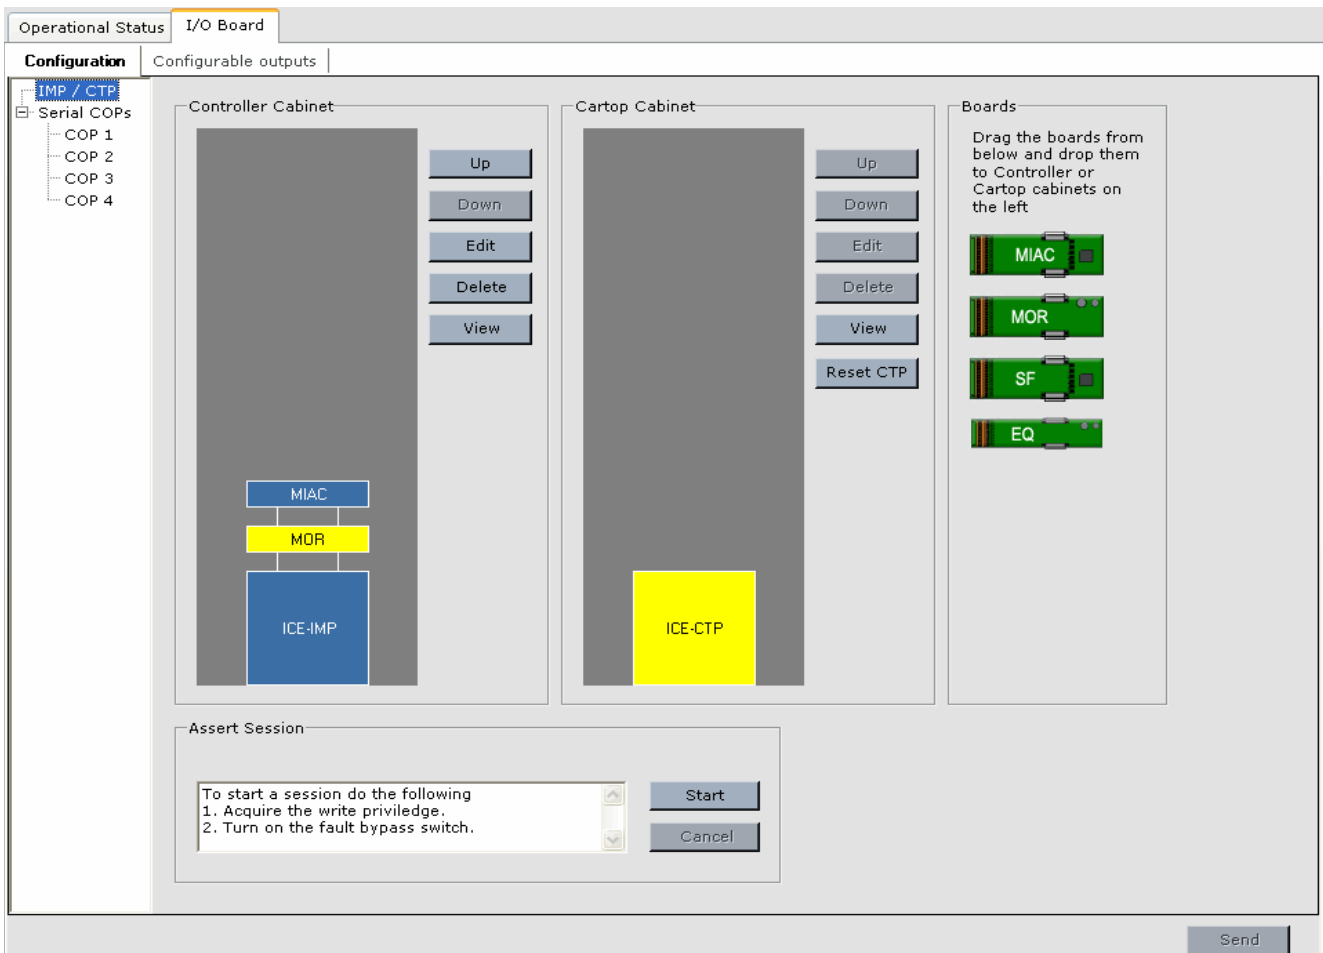 Operational Status
I/O Board
Configuration
Configurable outputs
IMP / CTP
Serial COPs
COP 1
COP 2
COP 3
COP 4
Controller Cabinet
Up
Down
Edit
Delete
View
MIAC
MOR
ICE-IMP
Cartop Cabinet
Up
Down
Edit
Delete
View
Reset CTP
ICE-CTP
Boards
Drag the boards from
below and drop them
to Controller or
Cartop cabinets on
the left
MIAC
MOR
SF
EQ
Assert Session
To start a session do the following
1. Acquire the write priviledge.
2. Turn on the fault bypass switch.
Start
Cancel
Send